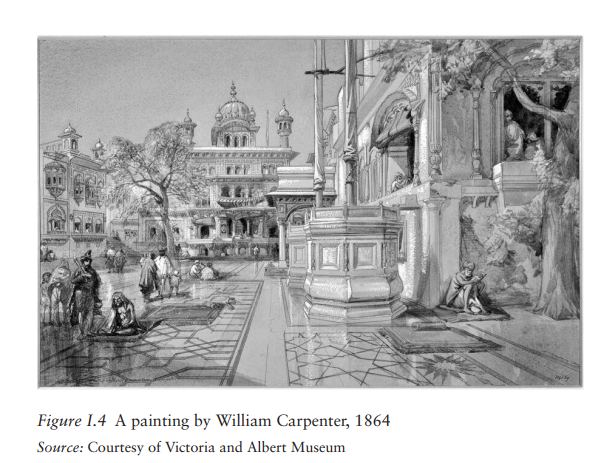 Figure I.4 A painting by William Carpenter, 1864
Source: Courtesy of Victoria and Albert Museum